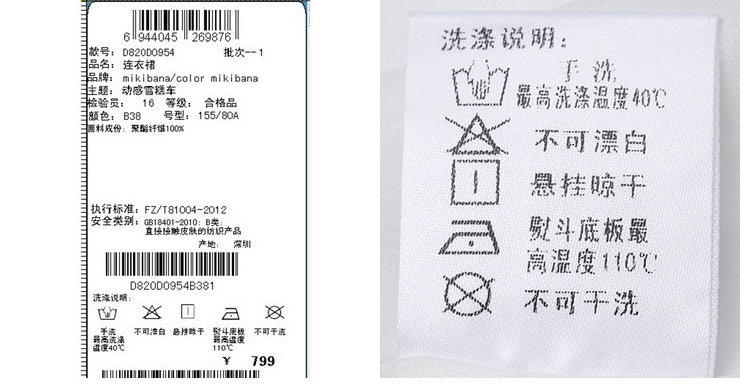 6 944045 269876
款号: D820D0954 批次--1
品名: 连衣裙
品牌: mikibana/color mikibana
主题: 动感雪糕车
检验员: 16 等级: 合格品
颜色: B38 号型: 155/80A
面料成份: 聚酯纤维100%
执行标准: FZ/T81004-2012
安全类别: GB18401-2010: B类:
直接接触皮肤的纺织产品
产地: 深圳
D820D0954B381
洗涤说明:
手洗
最高洗涤
温度40℃
不可漂白
悬挂晾干
熨斗底板
最高温度
110℃
不可干洗
¥ 799
洗涤说明:
手洗
最高洗涤温度40℃
不可漂白
悬挂晾干
熨斗底板最
高温度110℃
不可干洗